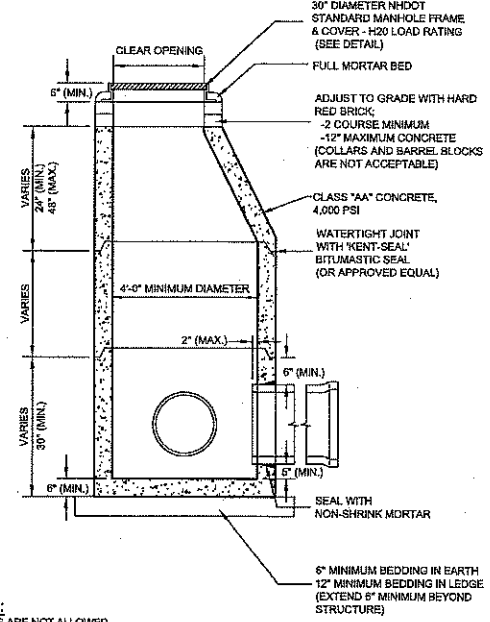 30" DIAMETER NHDOT
STANDARD MANHOLE FRAME
& COVER - H20 LOAD RATING
(SEE DETAIL)
CLEAR OPENING
FULL MORTAR BED
6" (MIN.)
ADJUST TO GRADE WITH HARD
RED BRICK;
-2 COURSE MINIMUM
-12" MAXIMUM CONCRETE
(COLLARS AND BARREL BLOCKS
ARE NOT ACCEPTABLE)
VARIES
24" (MIN.)
48" (MAX.)
CLASS "AA" CONCRETE,
4,000 PSI
WATERTIGHT JOINT
WITH 'KENT-SEAL'
BITUMASTIC SEAL
(OR APPROVED EQUAL)
VARIES
4'-0" MINIMUM DIAMETER
2" (MAX.)
6" (MIN.)
VARIES
30" (MIN.)
5" (MIN.)
6" (MIN.)
SEAL WITH
NON-SHRINK MORTAR
6" MINIMUM BEDDING IN EARTH
12" MINIMUM BEDDING IN LEDGE
(EXTEND 6" MINIMUM BEYOND
STRUCTURE)
ARE NOT ALLOWED